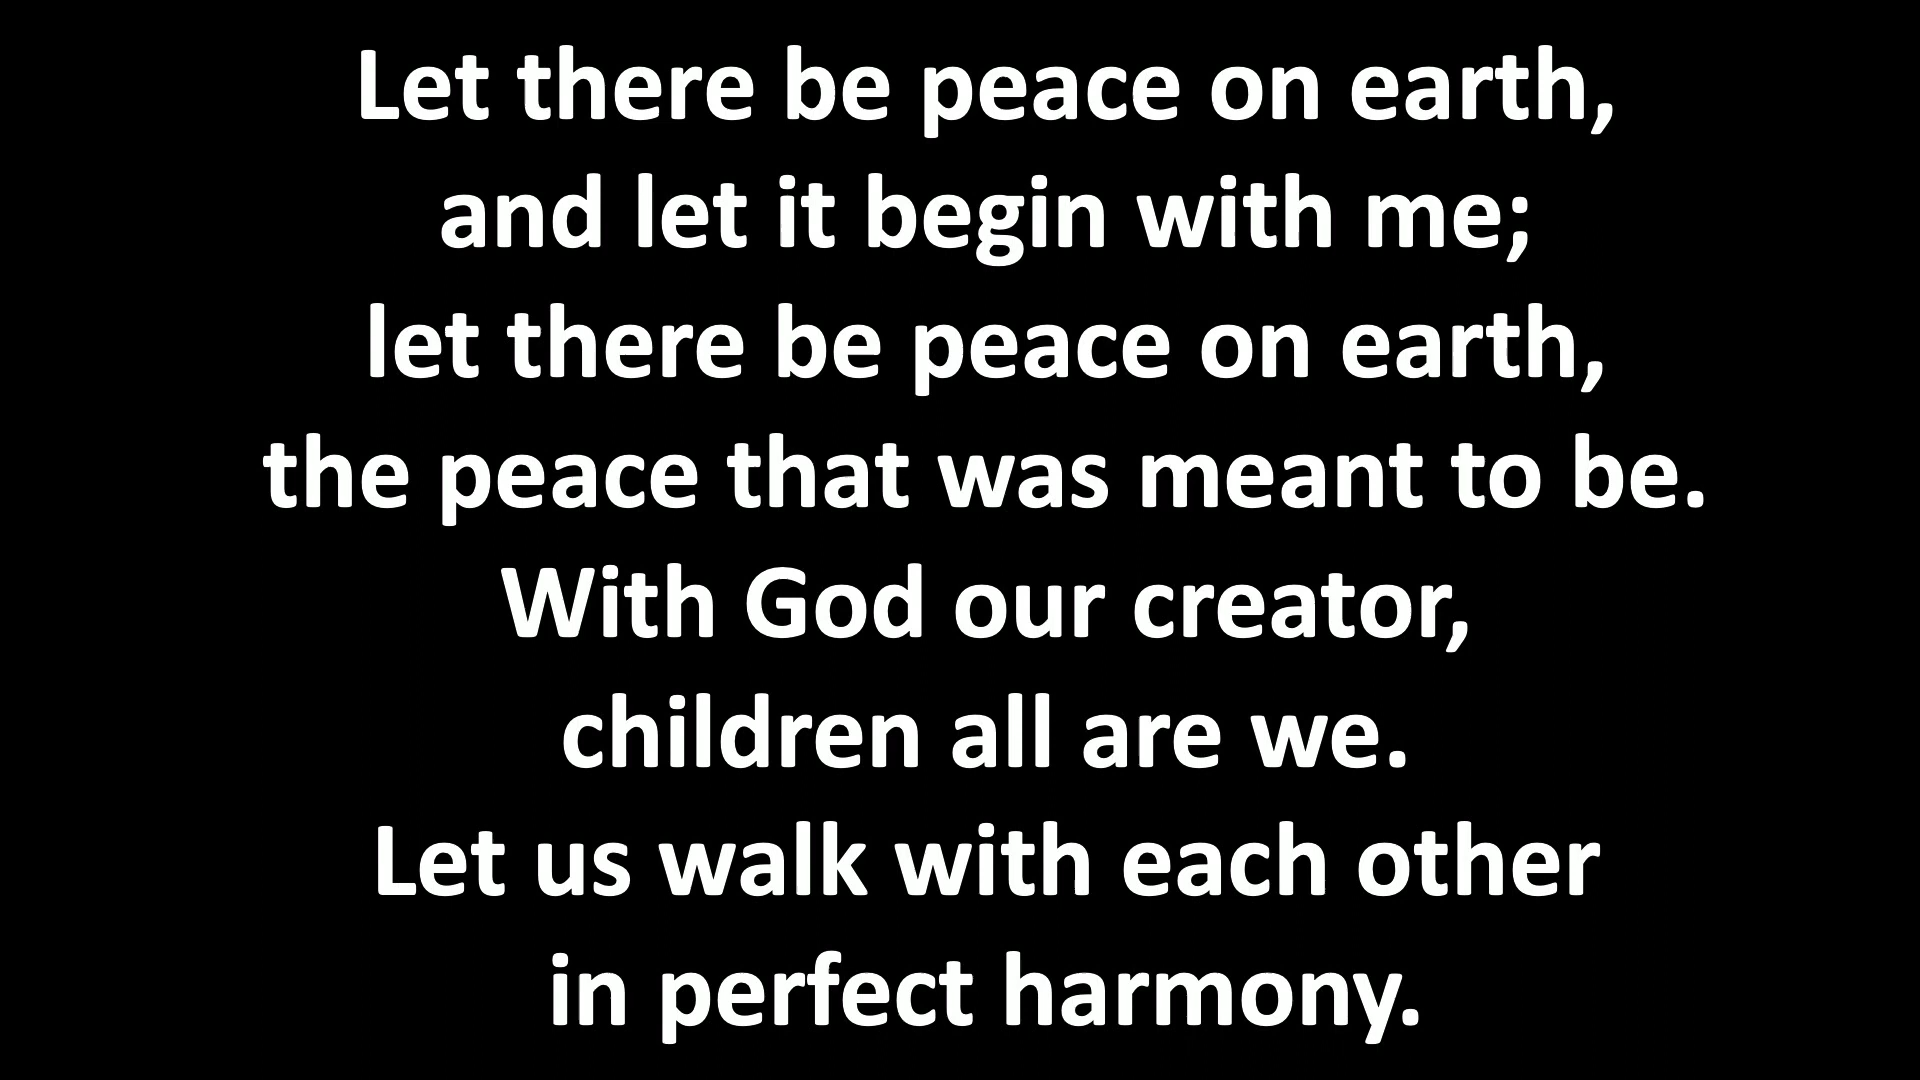 Let there be peace on earth,
and let it begin with me;
let there be peace on earth,
the peace that was meant to be.
With God our creator,
children all are we.
Let us walk with each other
in perfect harmony.